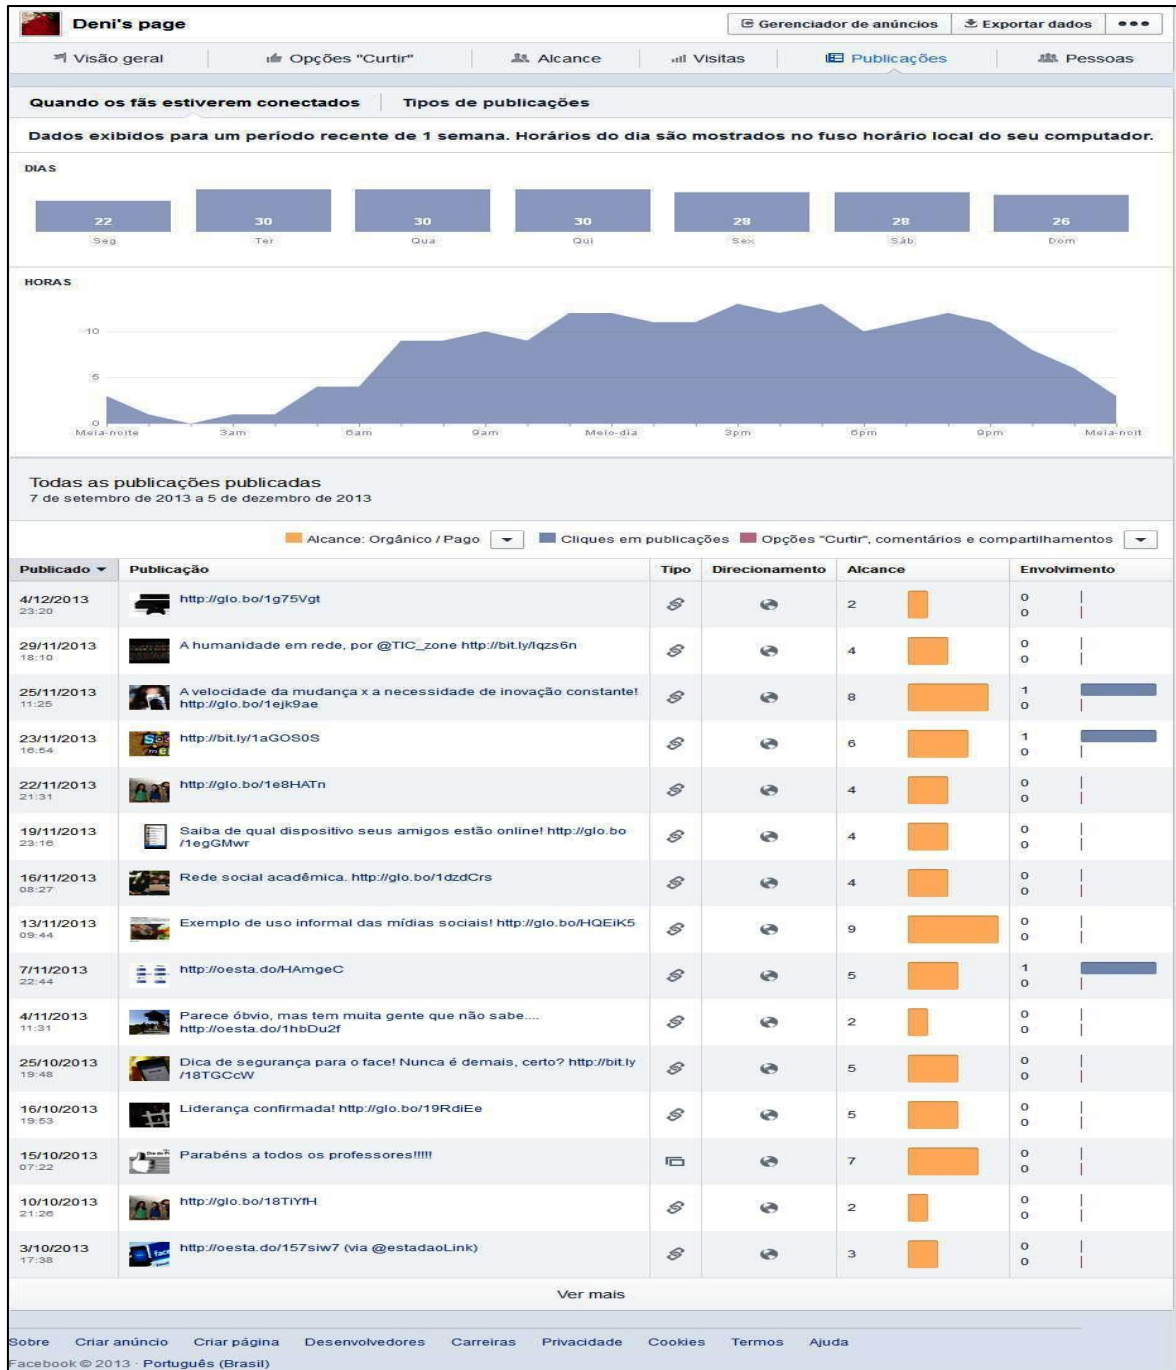 Deni's page
Gerenciador de anúncios
Exportar dados
Visão geral
Opções "Curtir"
Alcance
Visitas
Publicações
Pessoas
Quando os fãs estiverem conectados
Tipos de publicações
Dados exibidos para um período recente de 1 semana. Horários do dia são mostrados no fuso horário local do seu computador.
DIAS
22 30 30 30 28 28 26
Seg Ter Qua Qui Sex Sáb Dom
HORAS
10
5
0
Meia-noite 3am 6am 9am Meio-dia 3pm 6pm 9pm Meia-noit
Todas as publicações publicadas
7 de setembro de 2013 a 5 de dezembro de 2013
Alcance: Orgânico / Pago Cliques em publicações Opções "Curtir", comentários e compartilhamentos
Publicado Publicação Tipo Direcionamento Alcance Envolvimento
4/12/2013 http://glo.bo/1g75Vgt 2 0
23:20 0
29/11/2013 A humanidade em rede, por @TIC_zone http://bit.ly/Iqzs6n 4 0
18:10 0
25/11/2013 A velocidade da mudança x a necessidade de inovação constante! 8 1
11:25 http://glo.bo/1ejk9ae 0
23/11/2013 http://bit.ly/1aGOS0S 6 1
16:54 0
22/11/2013 http://glo.bo/1e8HATn 4 0
21:31 0
19/11/2013 Saiba de qual dispositivo seus amigos estão online! http://glo.bo 4 0
23:16 /1egGMwr 0
16/11/2013 Rede social acadêmica. http://glo.bo/1dzdCrs 4 0
08:27 0
13/11/2013 Exemplo de uso informal das mídias sociais! http://glo.bo/HQEiK5 9 0
09:44 0
7/11/2013 http://oesta.do/HAmgeC 5 1
22:44 0
4/11/2013 Parece óbvio, mas tem muita gente que não sabe.... 2 0
11:31 http://oesta.do/1hbDu2f 0
25/10/2013 Dica de segurança para o face! Nunca é demais, certo? http://bit.ly 5 0
19:48 /18TGCcW 0
16/10/2013 Liderança confirmada! http://glo.bo/19RdiEe 5 0
19:53 0
15/10/2013 Parabéns a todos os professores!!!!! 7 0
07:22 0
10/10/2013 http://glo.bo/18TiYfH 2 0
21:26 0
3/10/2013 http://oesta.do/157siw7 (via @estadaoLink) 3 0
17:38 0
Ver mais
Sobre Criar anúncio Criar página Desenvolvedores Carreiras Privacidade Cookies Termos Ajuda
Facebook © 2013 · Português (Brasil)